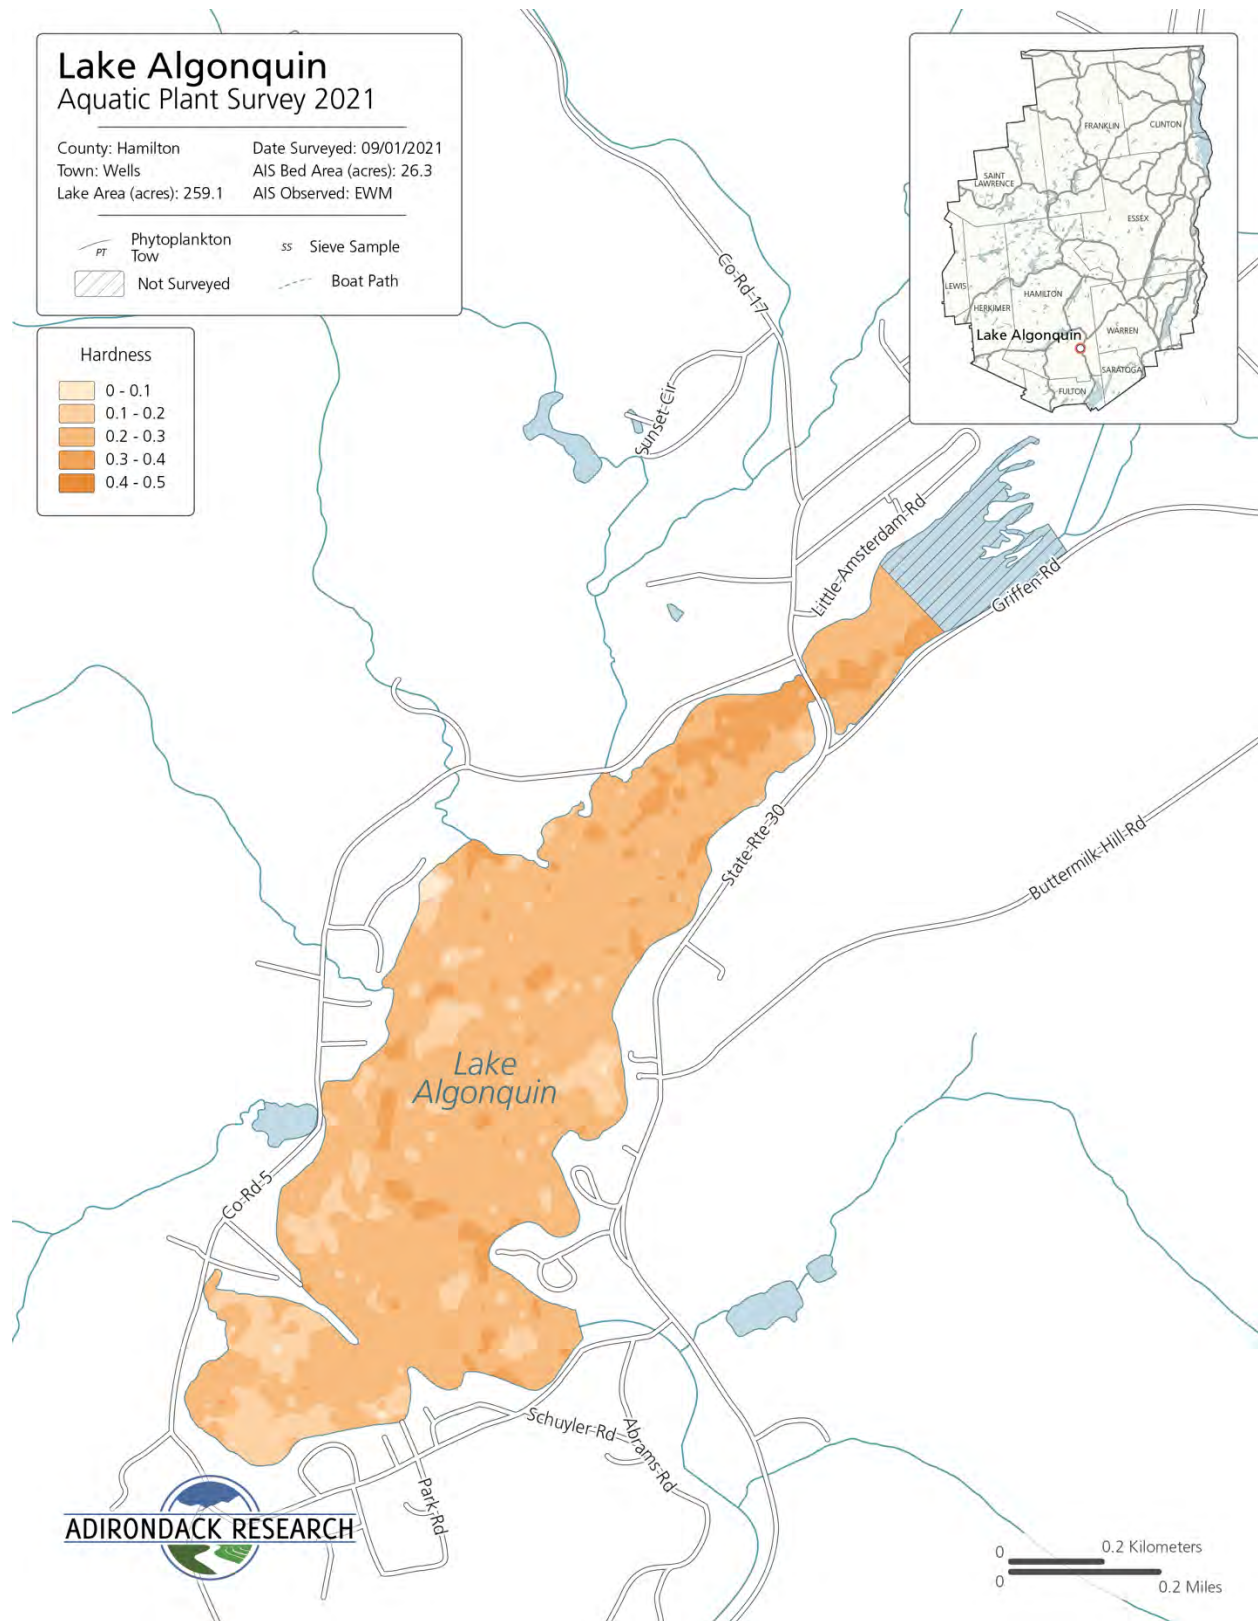 Lake Algonquin
Aquatic Plant Survey 2021
County: Hamilton
Date Surveyed: 09/01/2021
Town: Wells
AIS Bed Area (acres): 26.3
Lake Area (acres): 259.1
AIS Observed: EWM
PT
Phytoplankton
Tow
SS
Sieve Sample
Not Surveyed
Boat Path
Hardness
0 - 0.1
0.1 - 0.2
0.2 - 0.3
0.3 - 0.4
0.4 - 0.5
FRANKLIN
CLINTON
SAINT
LAWRENCE
ESSEX
LEWIS
HAMILTON
HERKIMER
WARREN
Lake Algonquin
SARATOGA
FULTON
Co-Rd-17
Sunset-Cir
Little-Amsterdam-Rd
Griffen-Rd
State-Rte-30
Buttermilk-Hill-Rd
Lake
Algonquin
Co-Rd-5
Schuyler-Rd
Abrams-Rd
Park-Rd
ADIRONDACK RESEARCH
0
0.2 Kilometers
0
0.2 Miles